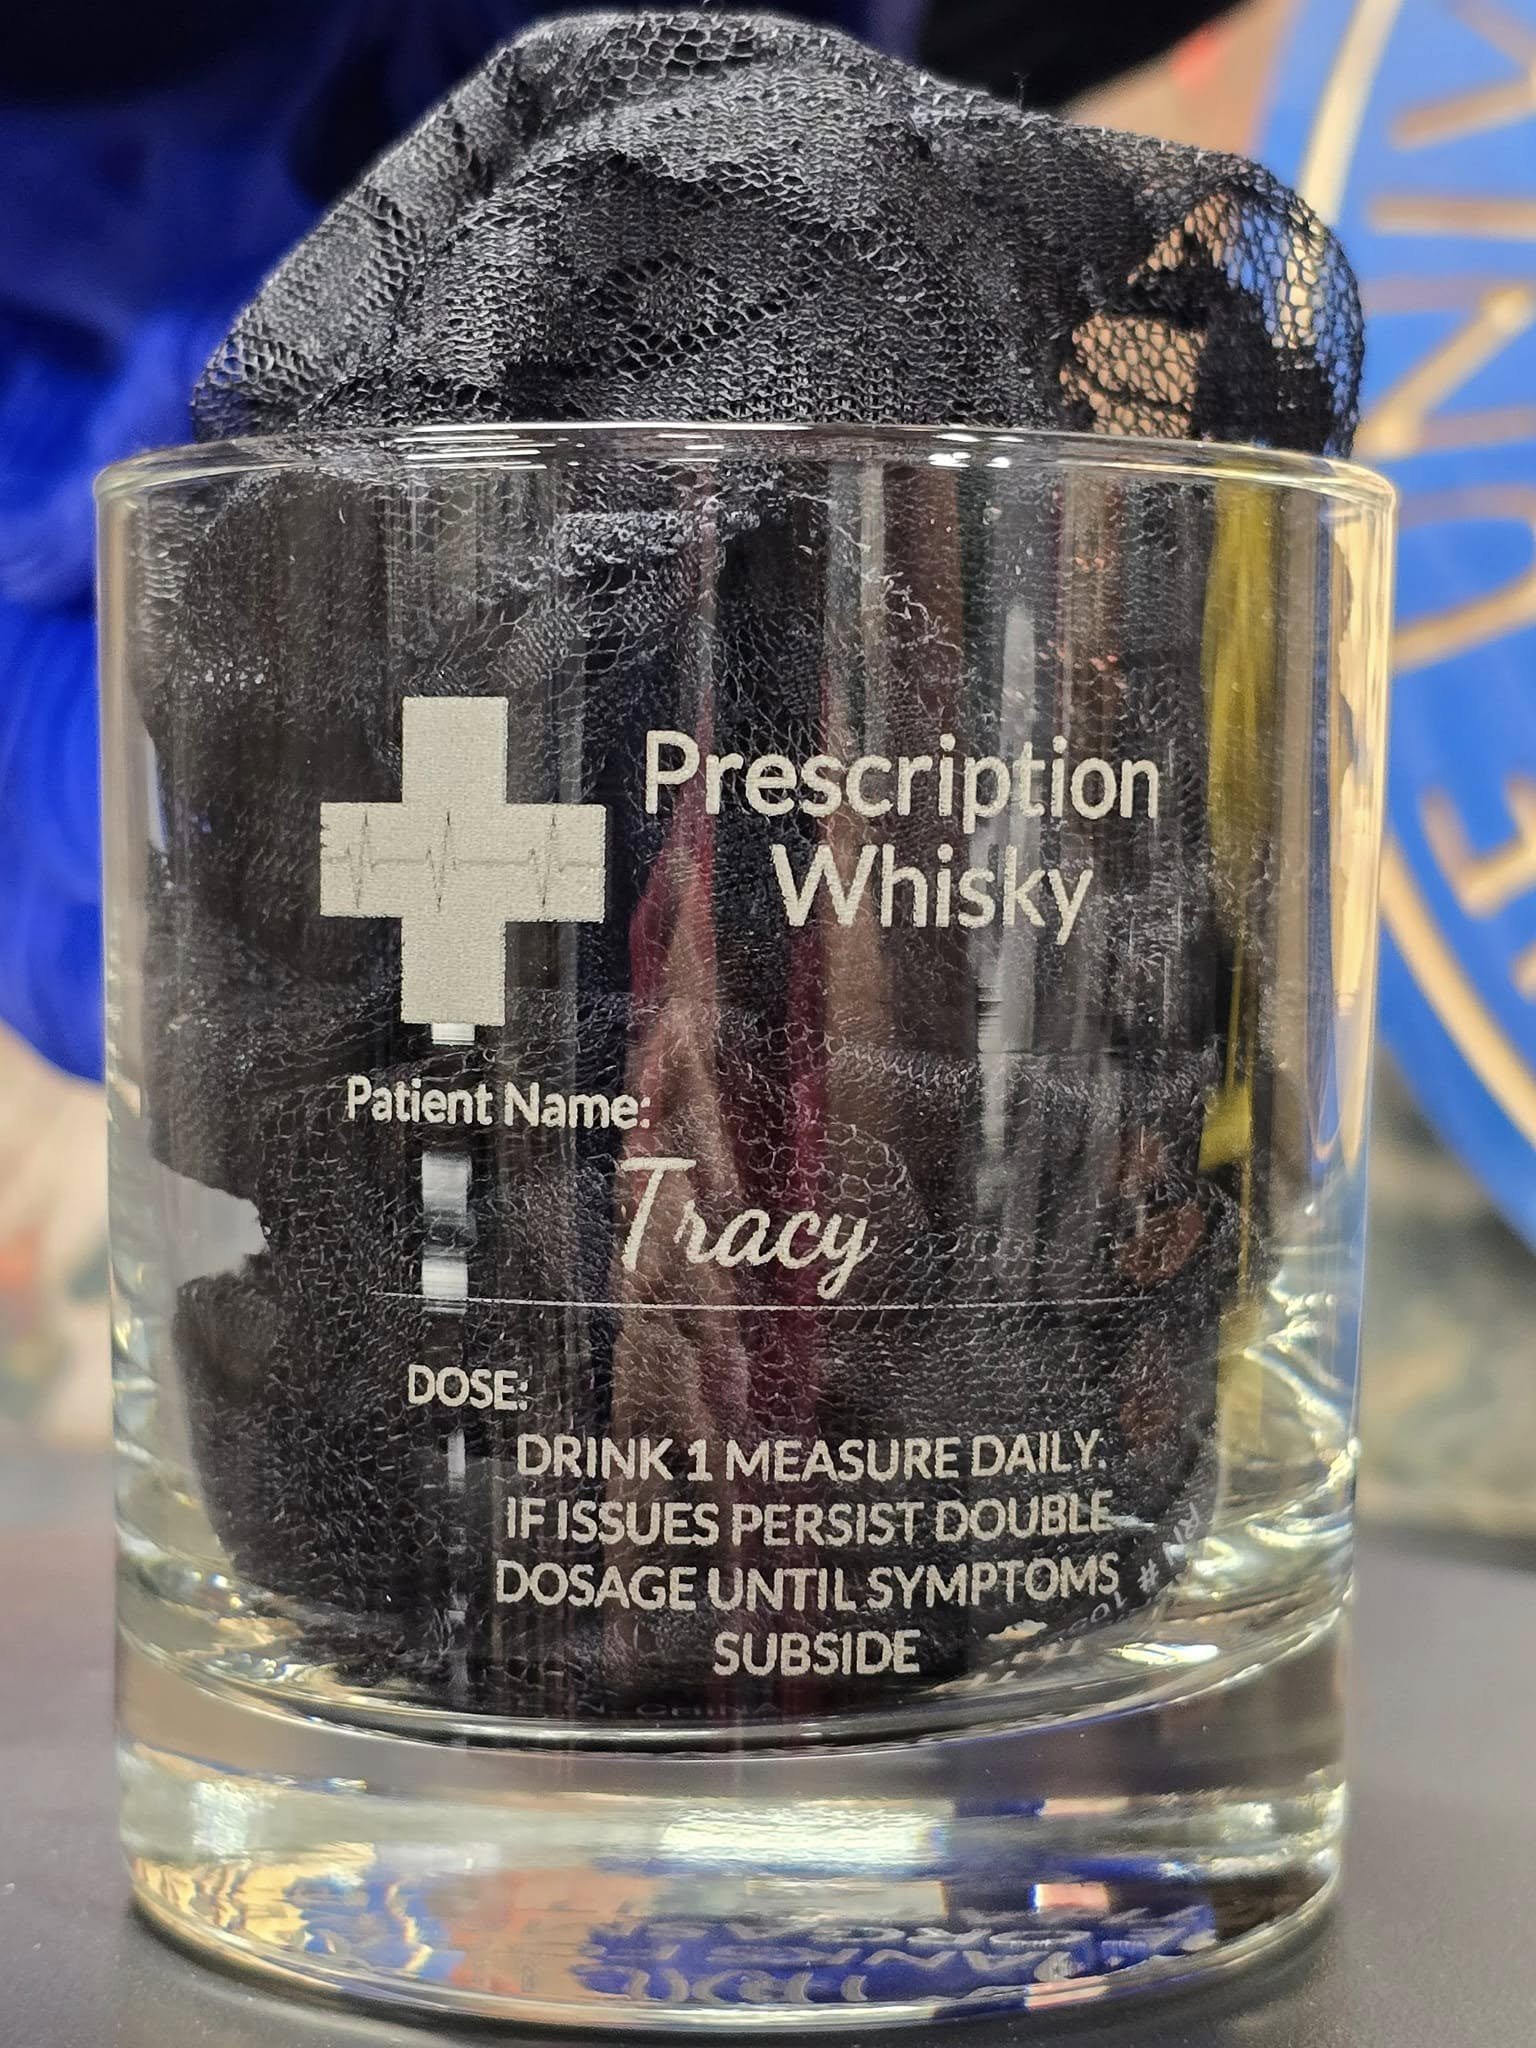 Prescription
Whisky
Patient Name:
Tracy
DOSE:
DRINK 1 MEASURE DAILY.
IF ISSUES PERSIST DOUBLE
DOSAGE UNTIL SYMPTOMS
SUBSIDE